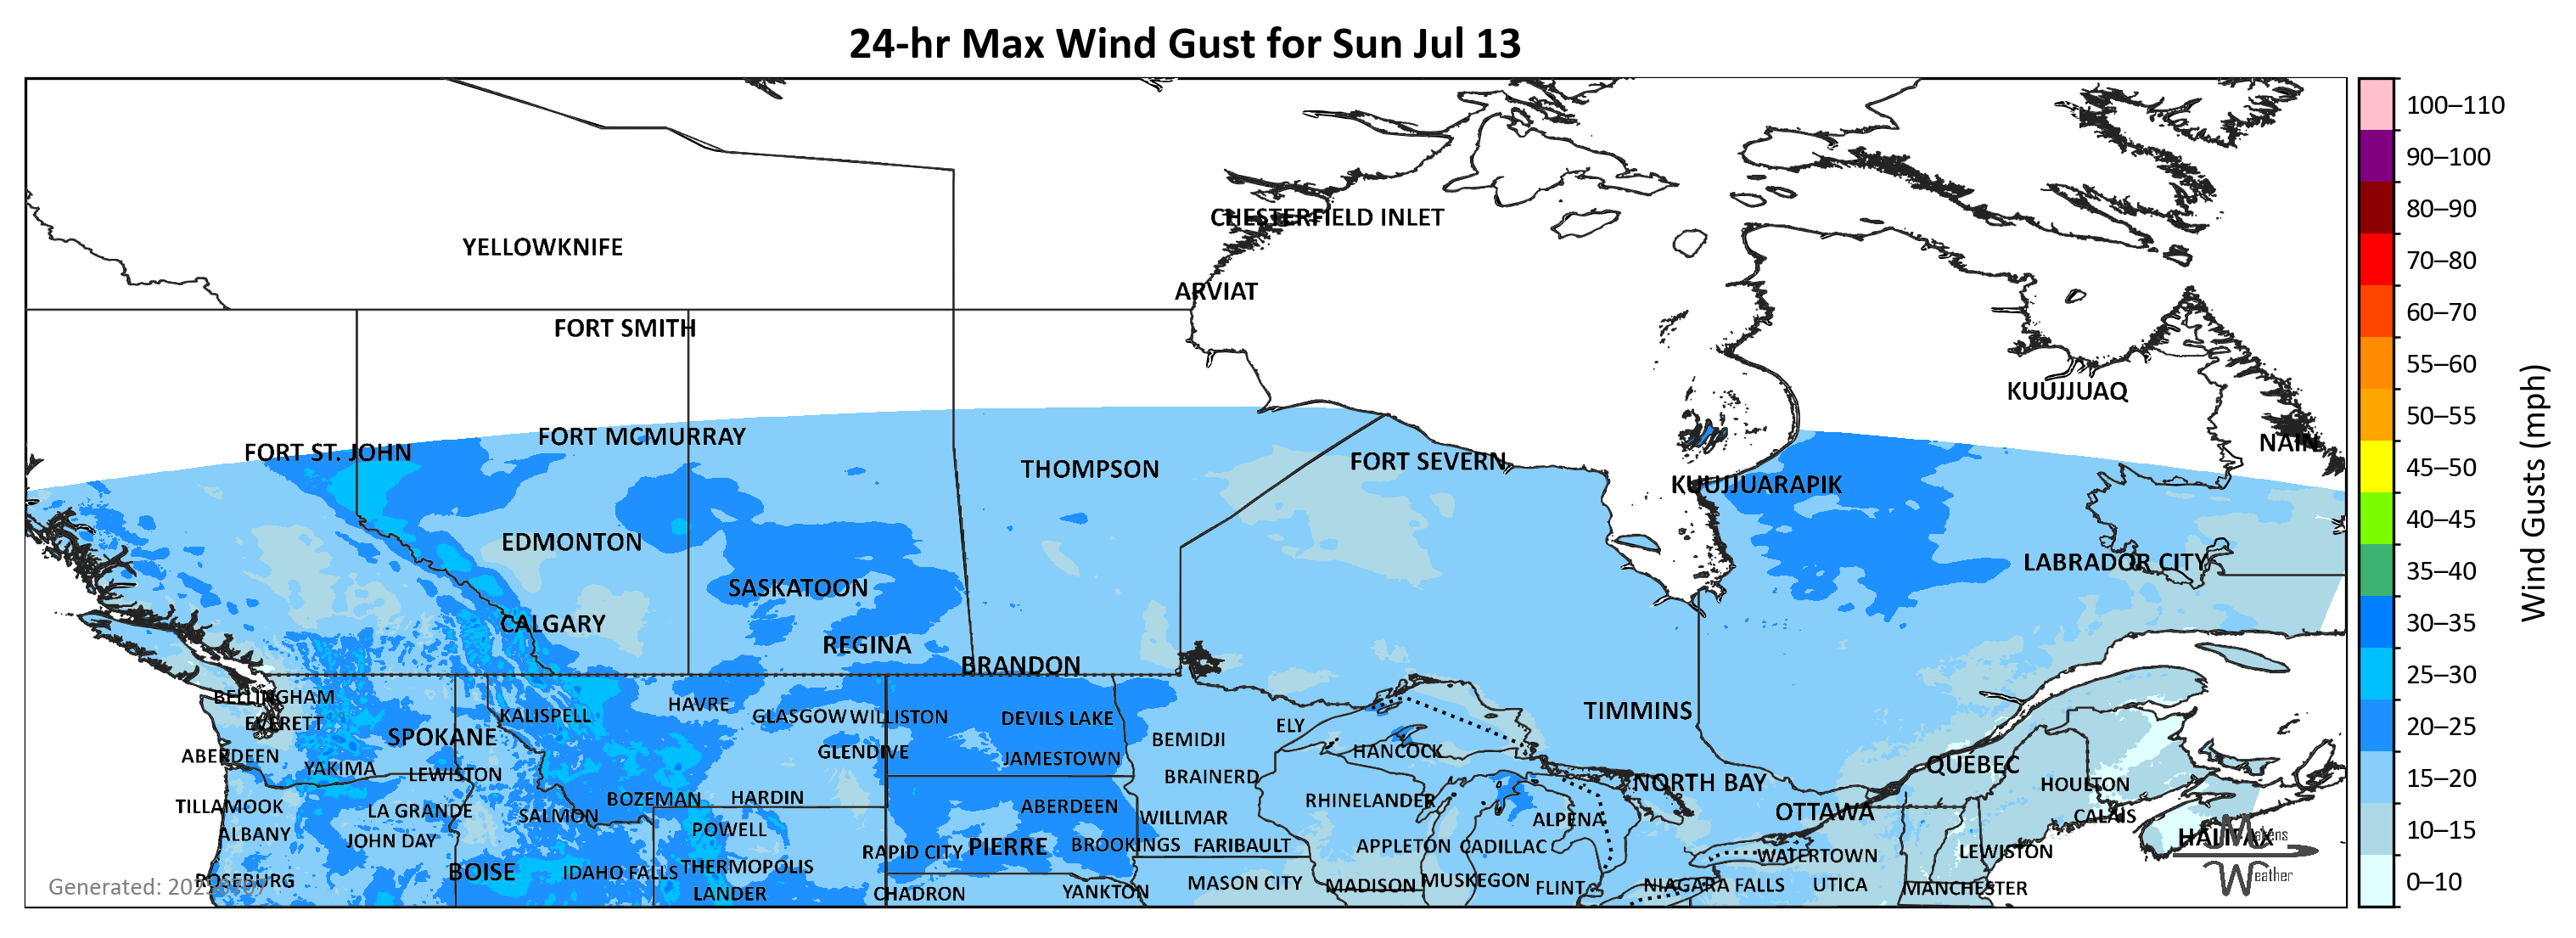 24-hr Max Wind Gust for Sun Jul 13
CHESTERFIELD INLET
YELLOWKNIFE
ARVIAT
FORT SMITH
KUUJJUAQ
FORT MCMURRAY
NAIN
FORT ST. JOHN
FORT SEVERN
THOMPSON
KUUJJUARAPIK
EDMONTON
LABRADOR CITY
SASKATOON
CALGARY
REGINA
BRANDON
BELLINGHAM
HAVRE
TIMMINS
KALISPELL
GLASGOW WILLISTON
DEVILS LAKE
EVERETT
ELY
SPOKANE
BEMIDJI
GLENDIVE
HANCOCK
ABERDEEN
JAMESTOWN
QUÉBEC
YAKIMA
LEWISTON
BRAINERD
NORTH BAY
HOULTON
BOZEMAN
HARDIN
RHINELANDER
TILLAMOOK
ABERDEEN
LA GRANDE
OTTAWA
SALMON
CALAIS
WILLMAR
ALPENA
POWELL
ALBANY
HALIFAX
JOHN DAY
RAPID CITY
PIERRE
BROOKINGS
FARIBAULT
APPLETON
CADILLAC
LEWISTON
WATERTOWN
THERMOPOLIS
BOISE
IDAHO FALLS
ROSEBURG
MASON CITY
MADISON
MUSKEGON
NIAGARA FALLS
UTICA
FLINT
MANCHESTER
YANKTON
LANDER
CHADRON
Generated:
Weather
100–110
90–100
80–90
70–80
60–70
55–60
50–55
45–50
40–45
35–40
30–35
25–30
20–25
15–20
10–15
0–10
Wind Gusts (mph)